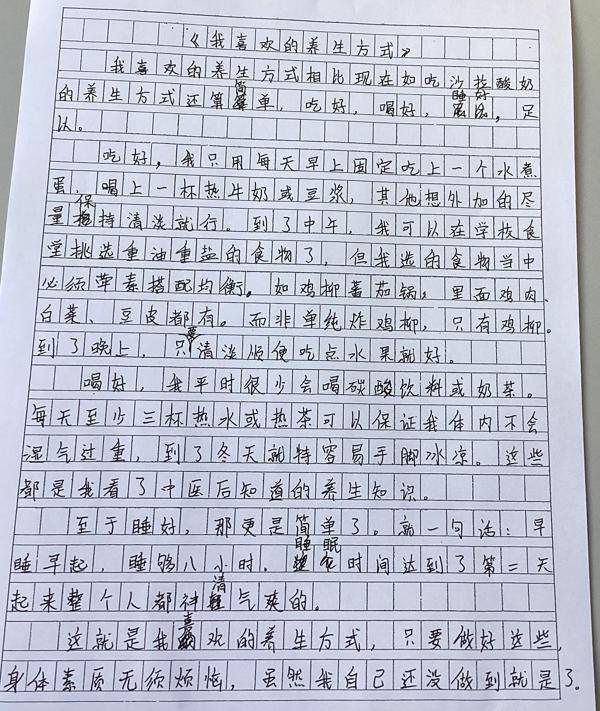 《我喜欢的养生方式》
我喜欢的养生方式相比现在如吃沙拉酸奶
的养生方式还算简单，吃好，喝好，睡好，足
以。
吃好，我只用每天早上固定吃上一个水煮
蛋，喝上一杯热牛奶或豆浆，其他想外加的尽
量保持清淡就行。到了中午，我可以在学校食
堂挑选重油重盐的食物了，但我选的食物当中
必须荤素搭配均衡。如鸡柳蕃茄锅，里面鸡肉、
白菜、豆皮都有。而非单纯炸鸡柳，只有鸡柳。
到了晚上，只要清淡顺便吃点水果就好。
喝好，我平时很少会喝碳酸饮料或奶茶。
每天至少三杯热水或热茶可以保证我体内不会
湿气过重，到了冬天就特容易手脚冰凉。这些
都是我看了中医后知道的养生知识。
至于睡好，那更是简单了。就一句话：早
睡早起，睡够八小时。睡眠时间达到了第二天
起来整个人都神清气爽的。
这就是我喜欢的养生方式，只要做好这些，
身体素质无须烦恼，虽然我自己还没做到就是了。